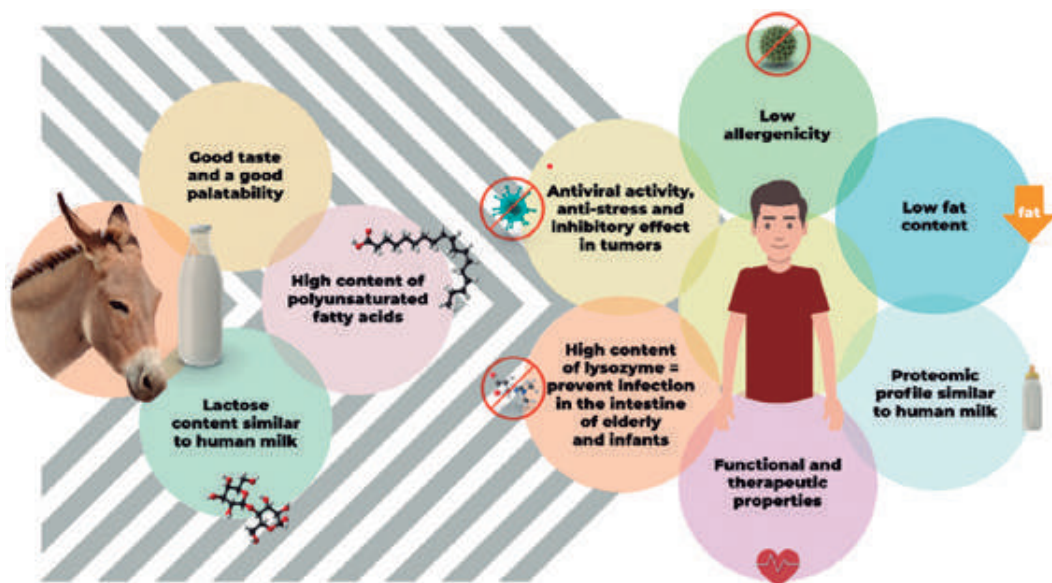 Good taste
and a good
palatability
High content of
polyunsaturated
fatty acids
Lactose
content similar
to human milk
Low
allergenicity
Antiviral activity,
anti-stress and
inhibitory effect
in tumors
Low fat
content
fat
High content
of lysozyme =
prevent infection
in the intestine
of elderly
and infants
Proteomic
profile similar
to human milk
Functional and
therapeutic
properties